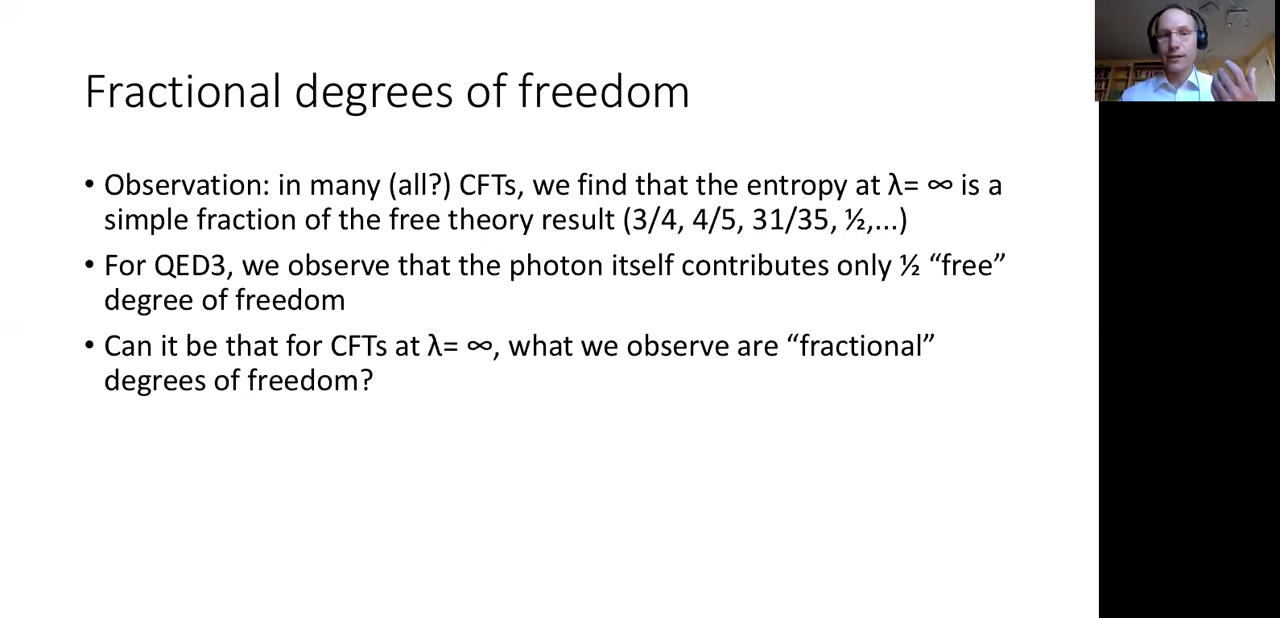 Fractional degrees of freedom
• Observation: in many (all?) CFTs, we find that the entropy at λ= ∞ is a
simple fraction of the free theory result (3/4, 4/5, 31/35, ½,...)
• For QED3, we observe that the photon itself contributes only ½ “free”
degree of freedom
• Can it be that for CFTs at λ= ∞, what we observe are “fractional”
degrees of freedom?